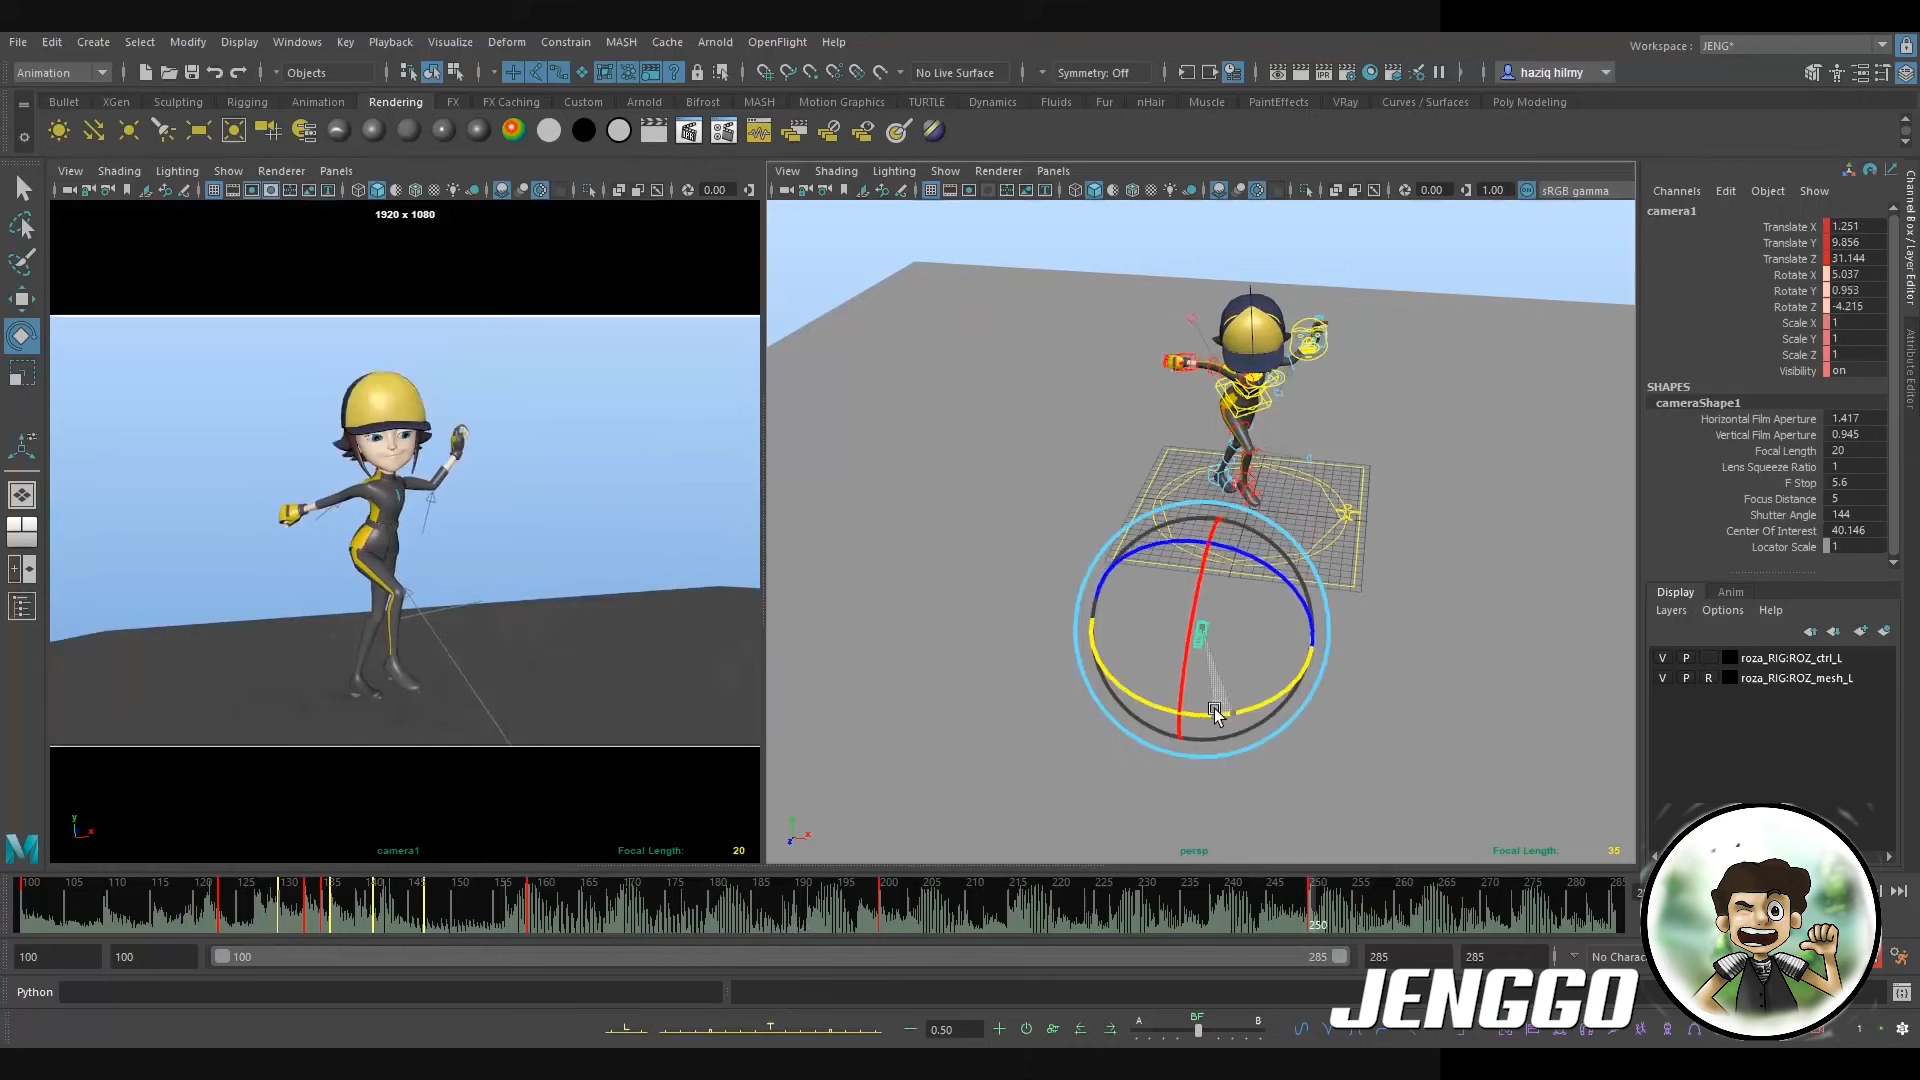 File Edit Create Select Modify Display Windows Key Playback Visualize Deform Constrain MASH Cache Arnold OpenFlight Help
Workspace : JENG*
Animation Objects No Live Surface Symmetry: Off haziq hilmy
Bullet XGen Sculpting Rigging Animation Rendering FX FX Caching Custom Arnold Bifrost MASH Motion Graphics TURTLE Dynamics Fluids Fur nHair Muscle PaintEffects VRay Curves / Surfaces Poly Modeling
View Shading Lighting Show Renderer Panels
0.00
1920 x 1080
camera1
Focal Length: 20
View Shading Lighting Show Renderer Panels
0.00 1.00 sRGB gamma
persp
Focal Length: 35
Channels Edit Object Show
camera1
Translate X 1.251
Translate Y 9.856
Translate Z 31.144
Rotate X 5.037
Rotate Y 0.953
Rotate Z -4.215
Scale X 1
Scale Y 1
Scale Z 1
Visibility on
SHAPES
cameraShape1
Horizontal Film Aperture 1.417
Vertical Film Aperture 0.945
Focal Length 20
Lens Squeeze Ratio 1
F Stop 5.6
Focus Distance 5
Shutter Angle 144
Center Of Interest 40.146
Locator Scale 1
Channel Box / Layer Editor
Attribute Editor
Display Anim
Layers Options Help
V P roza_RIG:ROZ_ctrl_L
V P R roza_RIG:ROZ_mesh_L
100 105 110 115 120 125 130 135 140 145 150 155 160 165 170 175 180 185 190 195 200 205 210 215 220 225 230 235 240 245 250 255 260 265 270 275 280
250
100 100 100 285 285 285 No Charac
Python
L T 0.50 A BF B
JENGGO